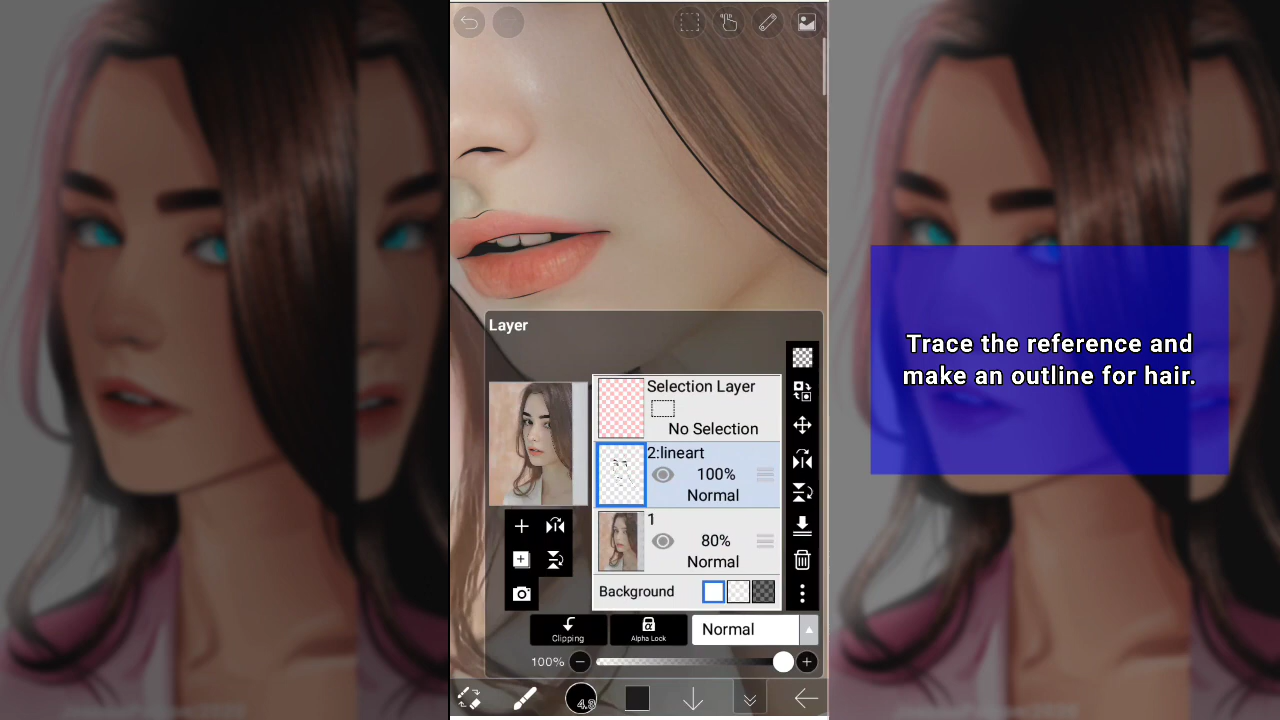 Layer
Selection Layer
No Selection
2:lineart
100%
Normal
1
80%
Normal
Background
Clipping
Alpha Lock
Normal
100%
Trace the reference and
make an outline for hair.